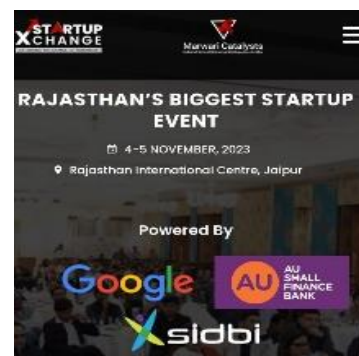 STARTUP
XCHANGE
Marwari Catalysts
RAJASTHAN'S BIGGEST STARTUP
EVENT
4-5 NOVEMBER, 2023
Rajasthan International Centre, Jaipur
Powered By
Google
AU
AU
SMALL
FINANCE
BANK
sidbi